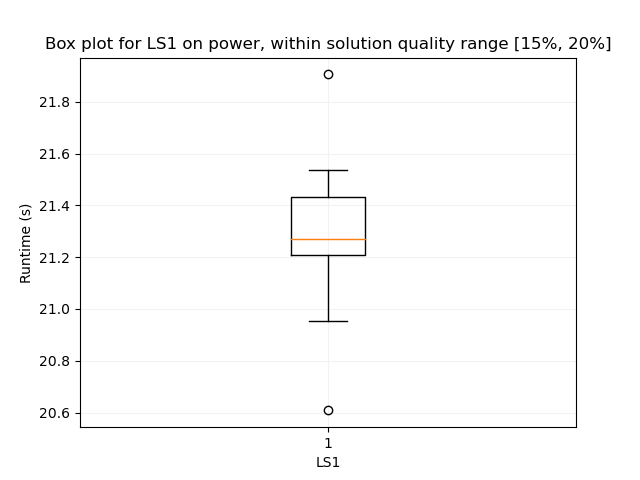 Box plot for LS1 on power, within solution quality range [15%, 20%]
Runtime (s)
21.8
21.6
21.4
21.2
21.0
20.8
20.6
1
LS1